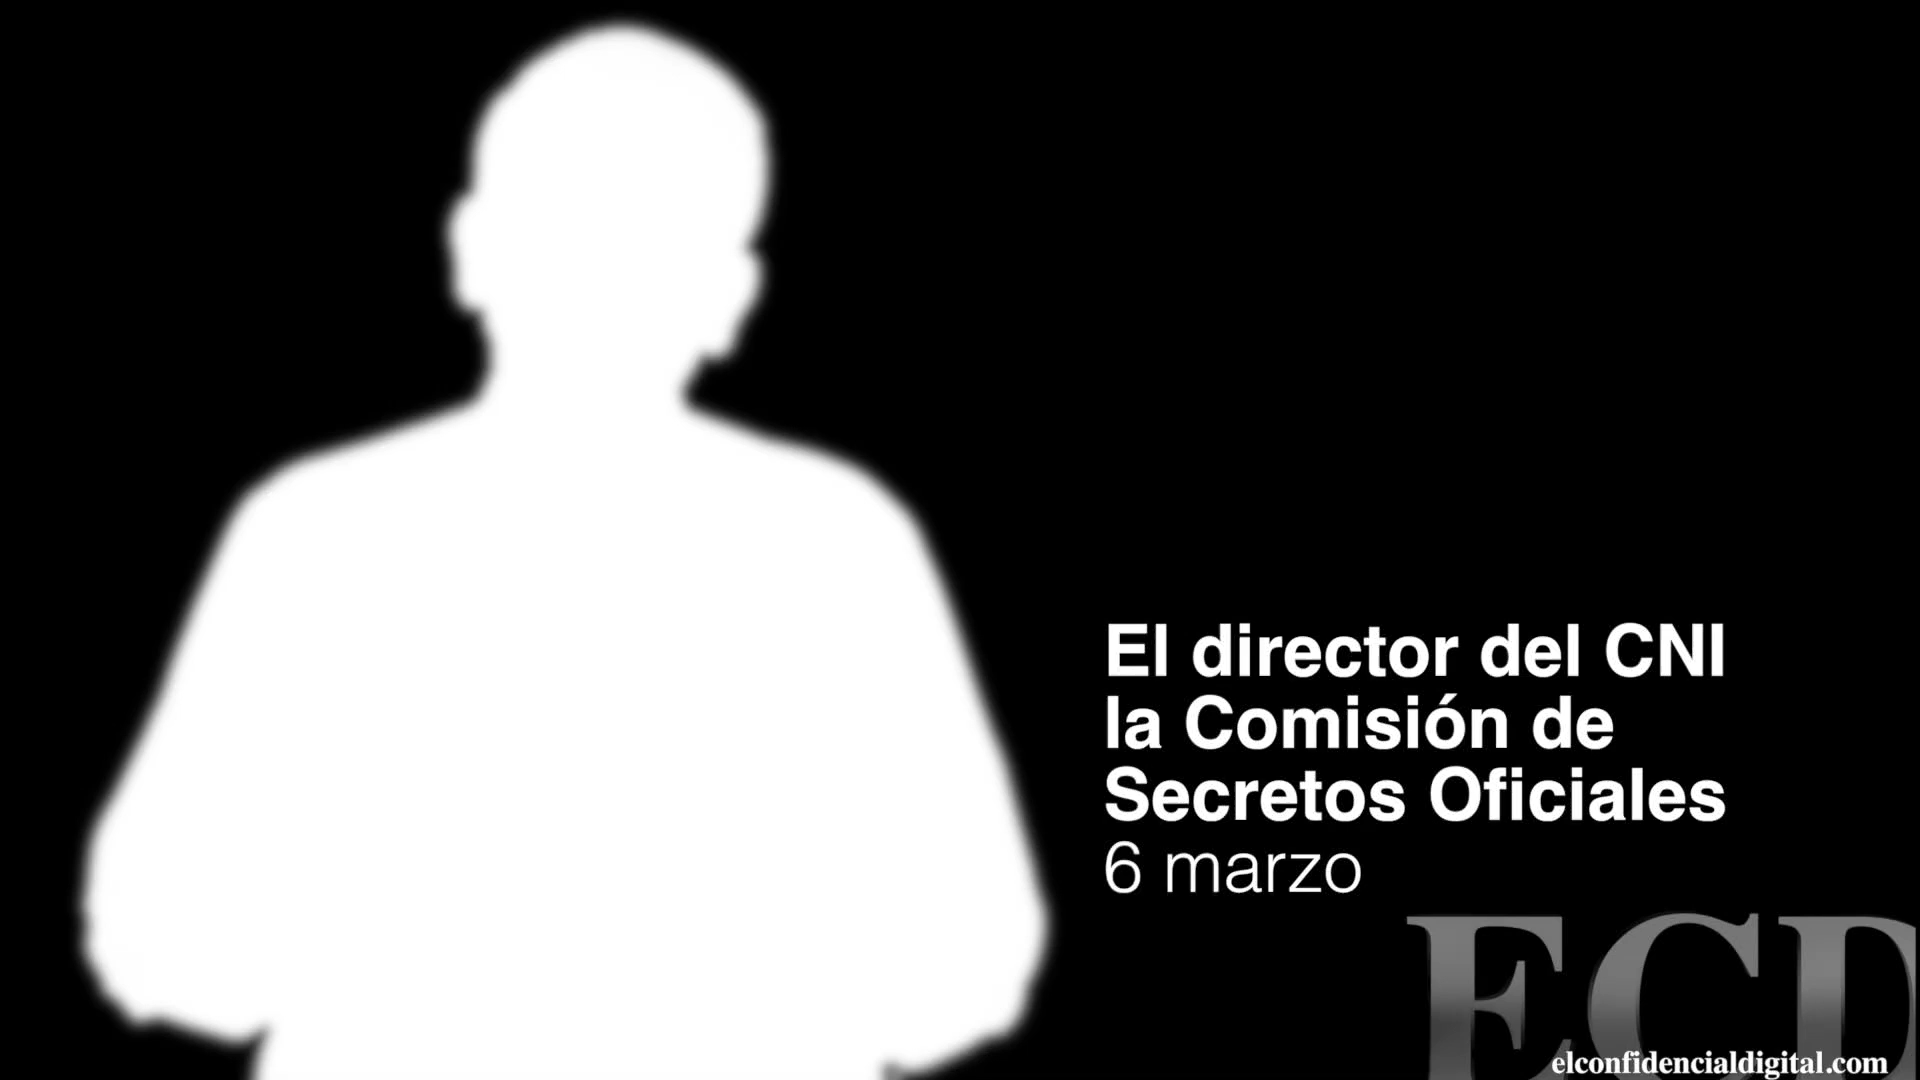 El director del CNI
la Comisión de
Secretos Oficiales
6 marzo
ECD
elconfidencialdigital.com